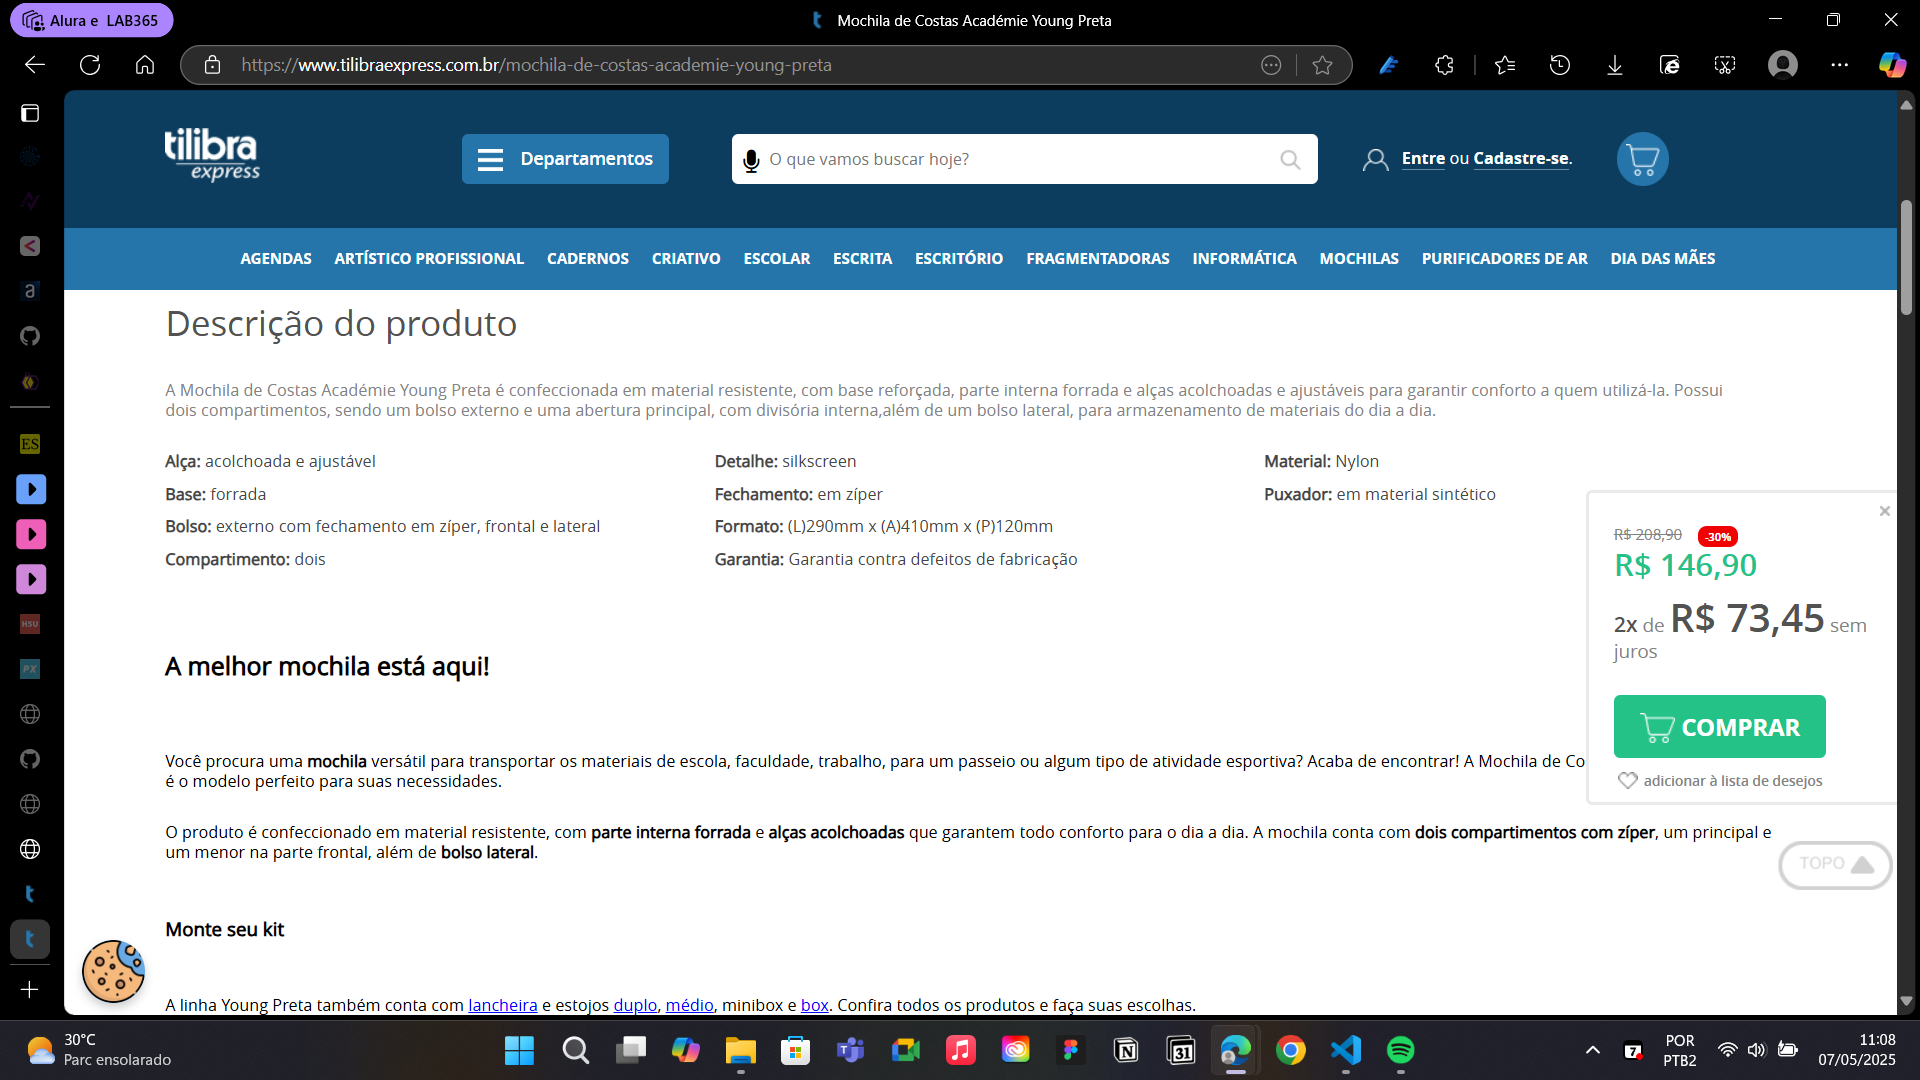 Alura e LAB365
Mochila de Costas Académie Young Preta
https://www.tilibraexpress.com.br/mochila-de-costas-academie-young-preta
tilibra
express
Departamentos
O que vamos buscar hoje?
Entre ou Cadastre-se.
AGENDAS ARTÍSTICO PROFISSIONAL CADERNOS CRIATIVO ESCOLAR ESCRITA ESCRITÓRIO FRAGMENTADORAS INFORMÁTICA MOCHILAS PURIFICADORES DE AR DIA DAS MÃES
Descrição do produto
A Mochila de Costas Académie Young Preta é confeccionada em material resistente, com base reforçada, parte interna forrada e alças acolchoadas e ajustáveis para garantir conforto a quem utilizá-la. Possui
dois compartimentos, sendo um bolso externo e uma abertura principal, com divisória interna,além de um bolso lateral, para armazenamento de materiais do dia a dia.
Alça: acolchoada e ajustável
Base: forrada
Bolso: externo com fechamento em zíper, frontal e lateral
Compartimento: dois
Detalhe: silkscreen
Fechamento: em zíper
Formato: (L)290mm x (A)410mm x (P)120mm
Garantia: Garantia contra defeitos de fabricação
Material: Nylon
Puxador: em material sintético
R$ 208,90 -30%
R$ 146,90
2x de R$ 73,45 sem
juros
COMPRAR
adicionar à lista de desejos
A melhor mochila está aqui!
Você procura uma mochila versátil para transportar os materiais de escola, faculdade, trabalho, para um passeio ou algum tipo de atividade esportiva? Acaba de encontrar! A Mochila de Co
é o modelo perfeito para suas necessidades.
O produto é confeccionado em material resistente, com parte interna forrada e alças acolchoadas que garantem todo conforto para o dia a dia. A mochila conta com dois compartimentos com zíper, um principal e
um menor na parte frontal, além de bolso lateral.
TOPO
Monte seu kit
A linha Young Preta também conta com lancheira e estojos duplo, médio, minibox e box. Confira todos os produtos e faça suas escolhas.
a
ES
HSU
PX
t
t
30°C
Parc ensolarado
31
7
POR
PTB2
11:08
07/05/2025